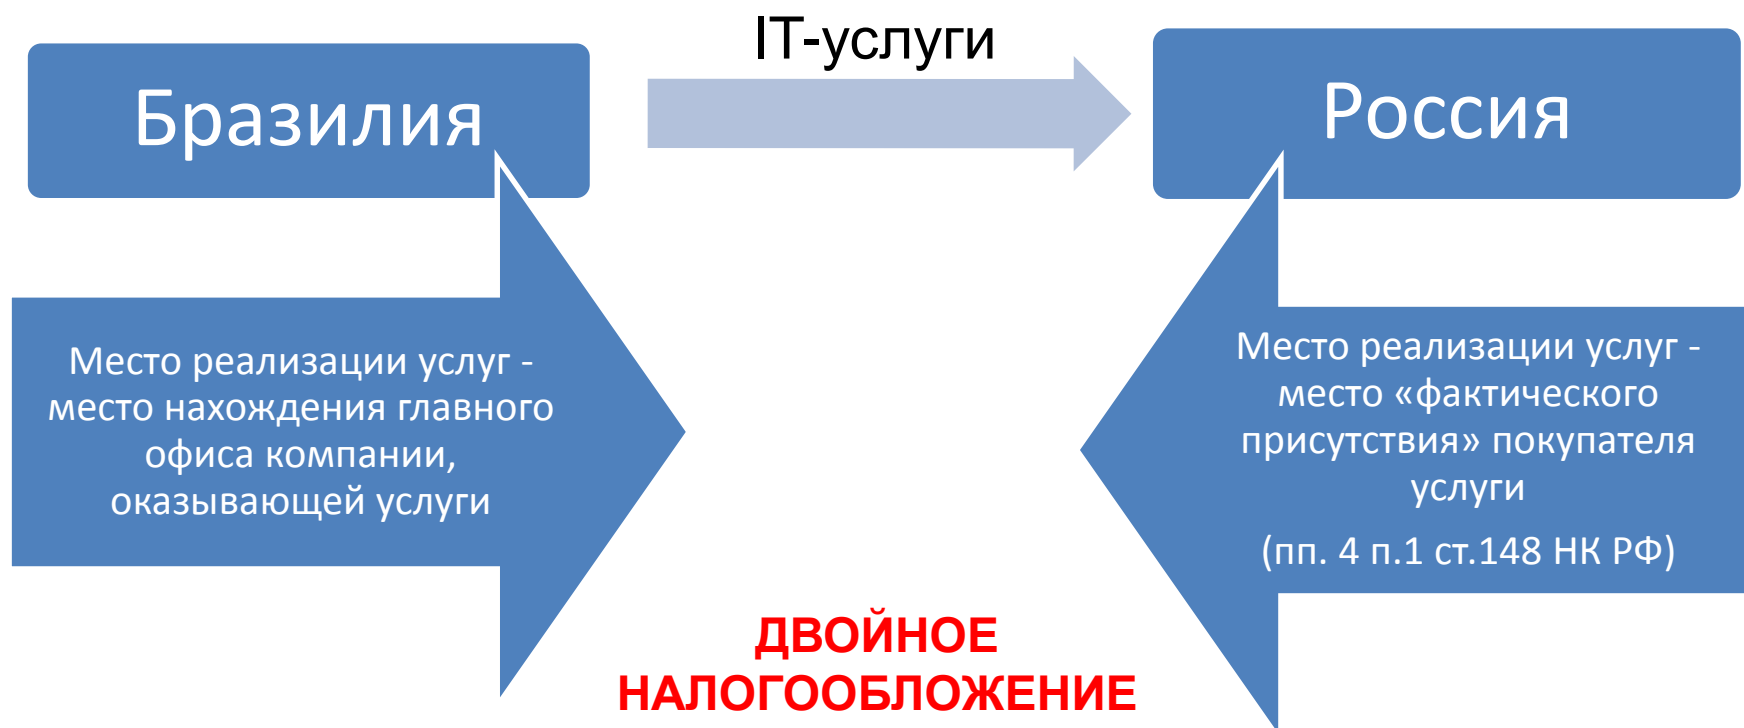 IT-услуги
Бразилия
Россия
Место реализации услуг -
место нахождения главного
офиса компании,
оказывающей услуги
Место реализации услуг -
место «фактического
присутствия» покупателя
услуги
(пп. 4 п.1 ст.148 НК РФ)
ДВОЙНОЕ
НАЛОГООБЛОЖЕНИЕ